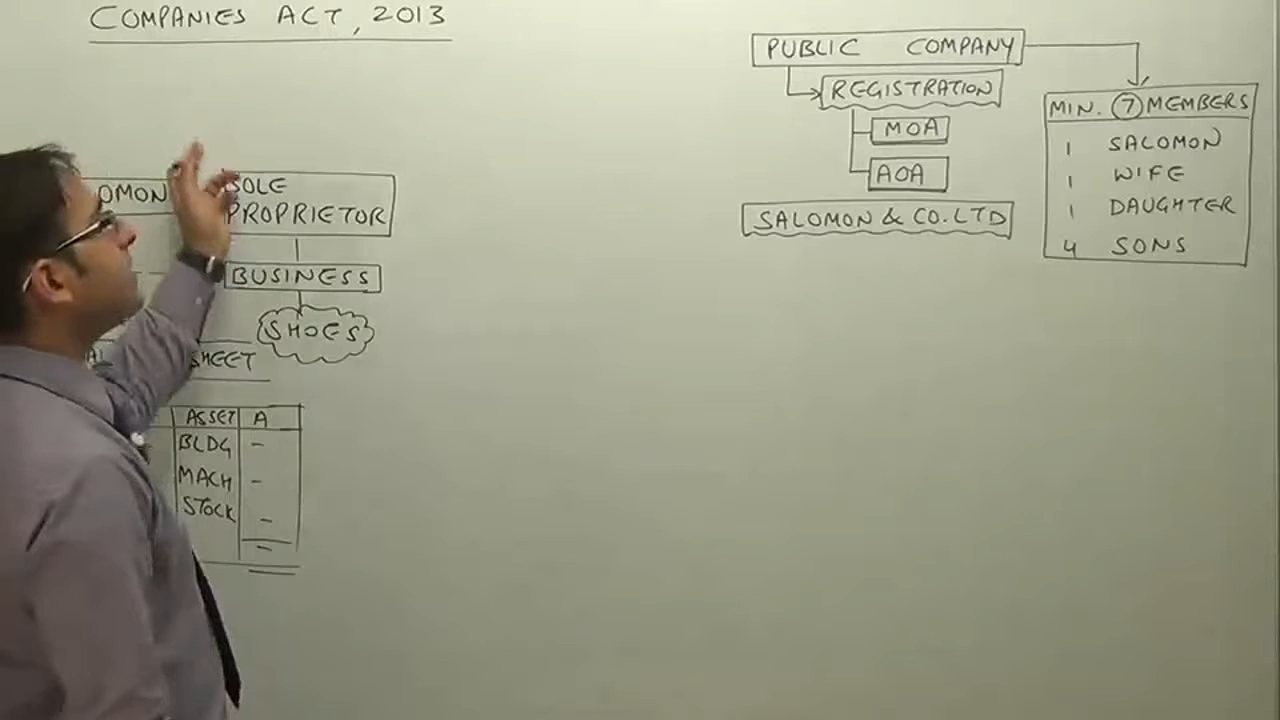 COMPANIES ACT, 2013
OMON
SOLE
PROPRIETOR
BUSINESS
SHOES
SHEET
ASSET A
BLDG -
MACH -
STOCK -
PUBLIC COMPANY
REGISTRATION
MOA
AOA
SALOMON & CO. LTD
MIN. 7 MEMBERS
1 SALOMON
1 WIFE
1 DAUGHTER
4 SONS